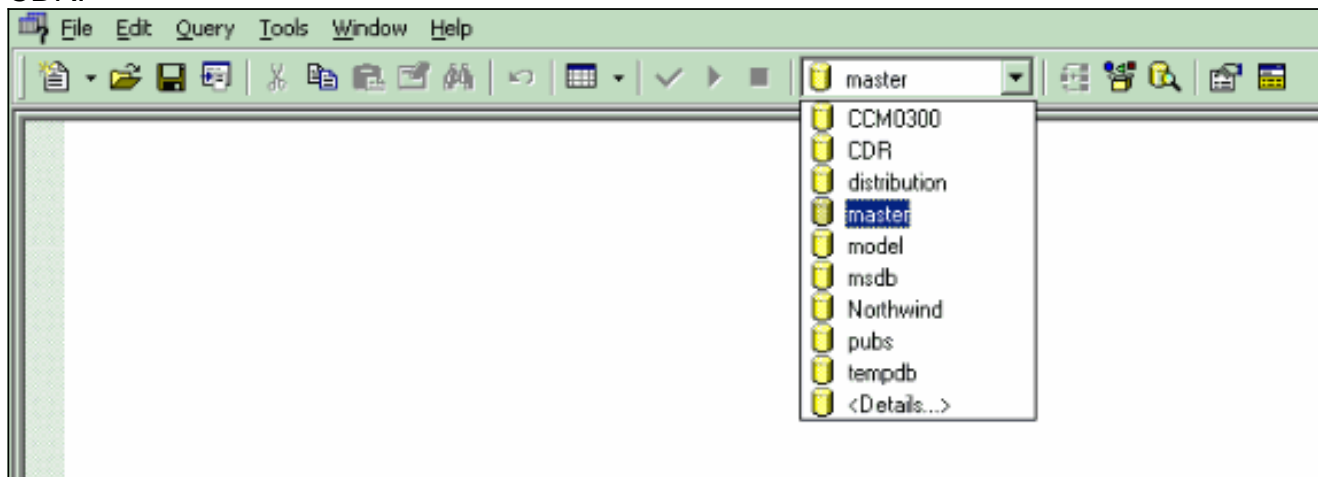 File Edit Query Tools Window Help
master
CCM0300
CDR
distribution
master
model
msdb
Northwind
pubs
tempdb
<Details...>